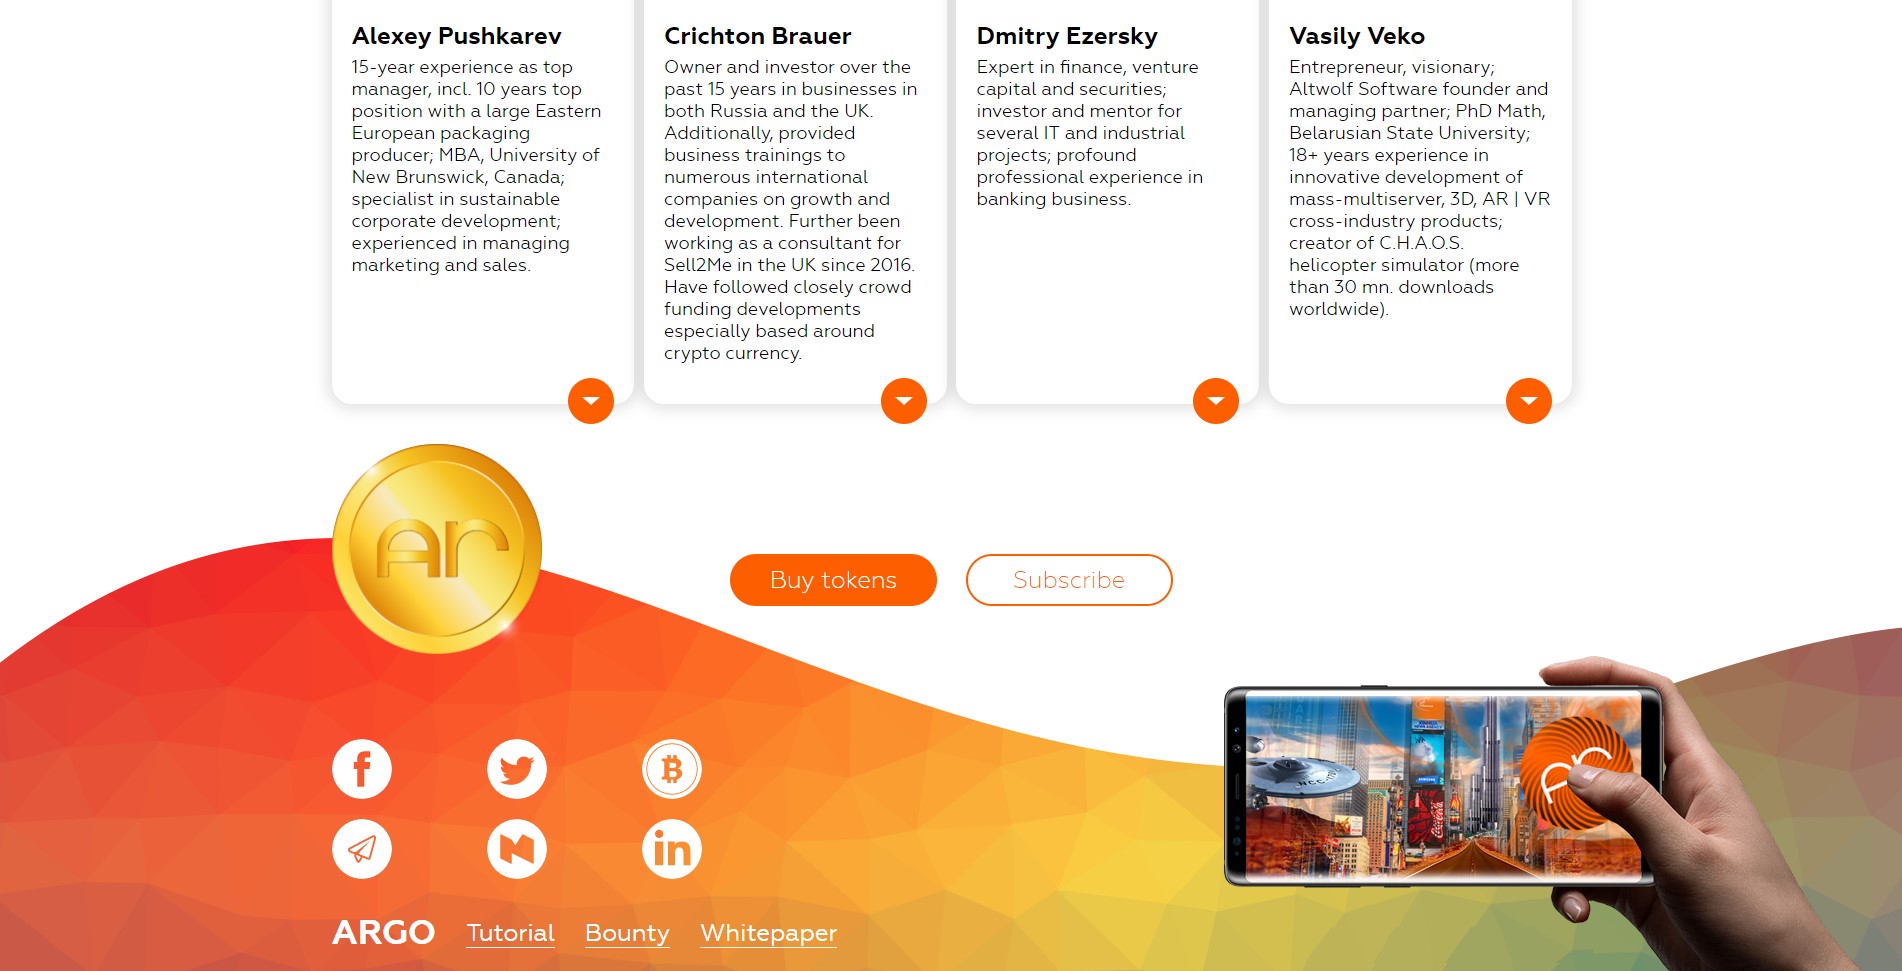 Alexey Pushkarev
15-year experience as top
manager, incl. 10 years top
position with a large Eastern
European packaging
producer; MBA, University of
New Brunswick, Canada;
specialist in sustainable
corporate development;
experienced in managing
marketing and sales.
Crichton Brauer
Owner and investor over the
past 15 years in businesses in
both Russia and the UK.
Additionally, provided
business trainings to
numerous international
companies on growth and
development. Further been
working as a consultant for
Sell2Me in the UK since 2016.
Have followed closely crowd
funding developments
especially based around
crypto currency.
Dmitry Ezersky
Expert in finance, venture
capital and securities;
investor and mentor for
several IT and industrial
projects; profound
professional experience in
banking business.
Vasily Veko
Entrepreneur, visionary;
Altwolf Software founder and
managing partner; PhD Math,
Belarusian State University;
18+ years experience in
innovative development of
mass-multiserver, 3D, AR | VR
cross-industry products;
creator of C.H.A.O.S.
helicopter simulator (more
than 30 mn. downloads
worldwide).
Ar
Buy tokens
Subscribe
Ar
Coca-Cola
ARGO Tutorial Bounty Whitepaper